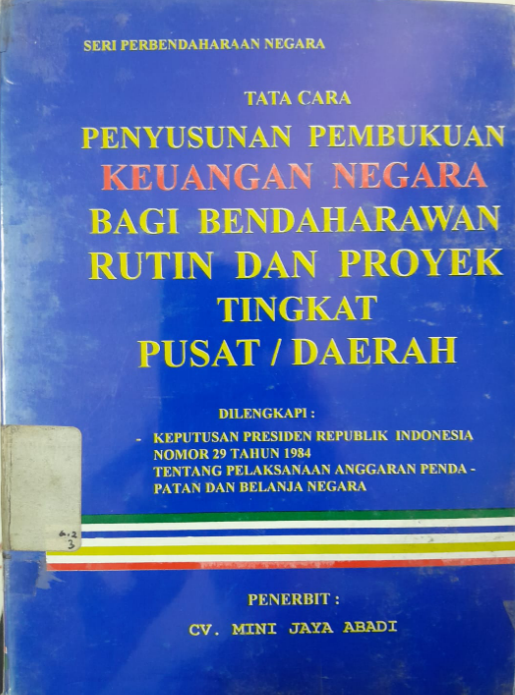 SERI PERBENDAHARAAN NEGARA
TATA CARA
PENYUSUNAN PEMBUKUAN
KEUANGAN NEGARA
BAGI BENDAHARAWAN
RUTIN DAN PROYEK
TINGKAT
PUSAT / DAERAH
DILENGKAPI :
- KEPUTUSAN PRESIDEN REPUBLIK INDONESIA
NOMOR 29 TAHUN 1984
TENTANG PELAKSANAAN ANGGARAN PENDA -
PATAN DAN BELANJA NEGARA
3
PENERBIT :
CV. MINI JAYA ABADI